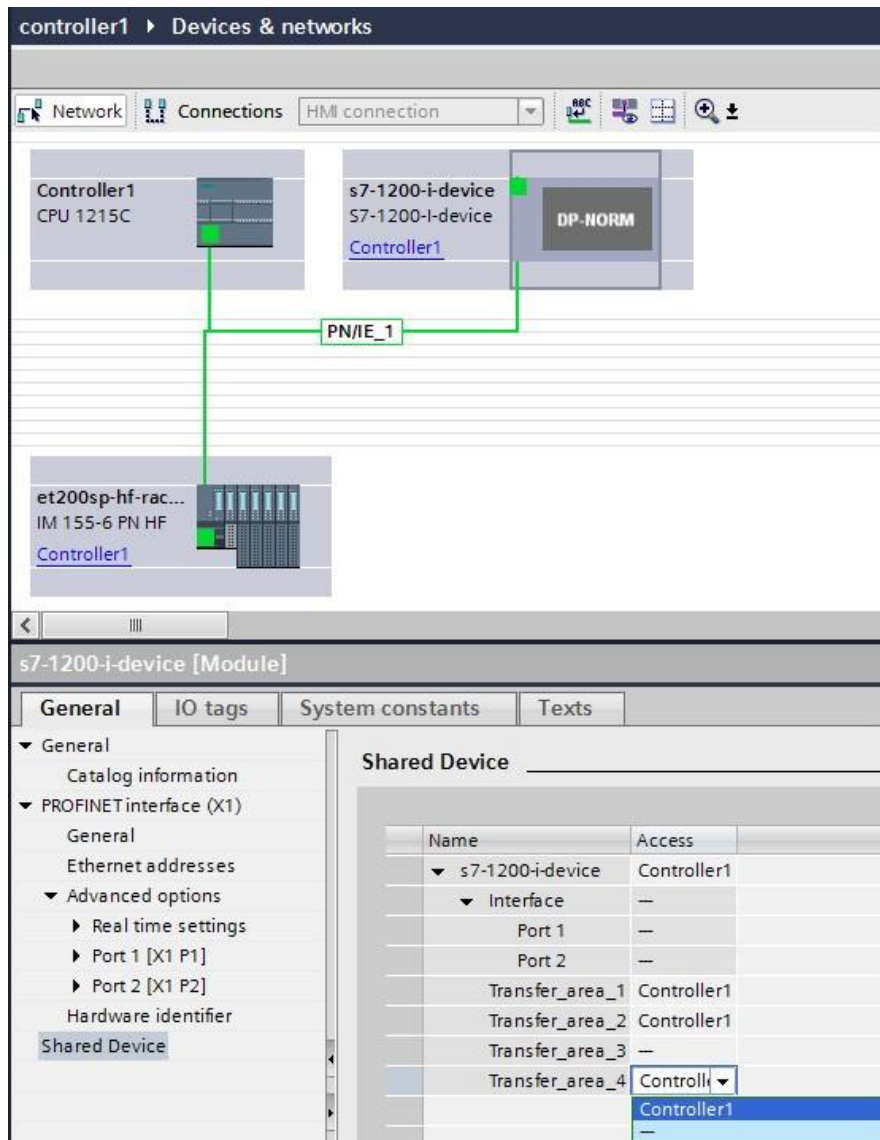 controller1 ▸ Devices & networks
Network Connections HMI connection
Controller1
CPU 1215C
s7-1200-i-device
S7-1200-I-device
Controller1
DP-NORM
PN/IE_1
et200sp-hf-rac...
IM 155-6 PN HF
Controller1
s7-1200-i-device [Module]
General IO tags System constants Texts
General
Catalog information
PROFINET interface (X1)
General
Ethernet addresses
Advanced options
Real time settings
Port 1 [X1 P1]
Port 2 [X1 P2]
Hardware identifier
Shared Device
Shared Device
Name Access
s7-1200-i-device Controller1
Interface —
Port 1 —
Port 2 —
Transfer_area_1 Controller1
Transfer_area_2 Controller1
Transfer_area_3 —
Transfer_area_4 Controll
Controller1
—